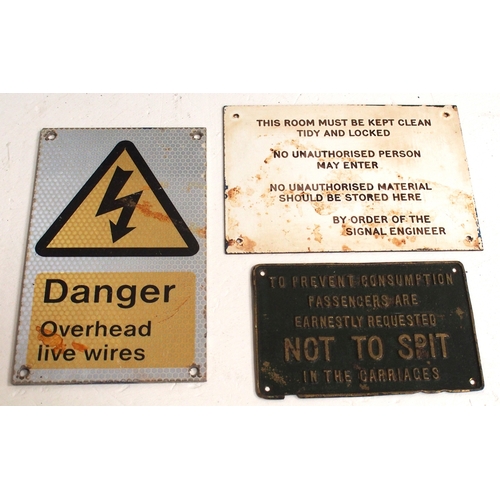 Danger
Overhead
live wires
THIS ROOM MUST BE KEPT CLEAN
TIDY AND LOCKED
NO UNAUTHORISED PERSON
MAY ENTER
NO UNAUTHORISED MATERIAL
SHOULD BE STORED HERE
BY ORDER OF THE
SIGNAL ENGINEER
TO PREVENT CONSUMPTION
PASSENGERS ARE
EARNESTLY REQUESTED
NOT TO SPIT
IN THE CARRIAGES